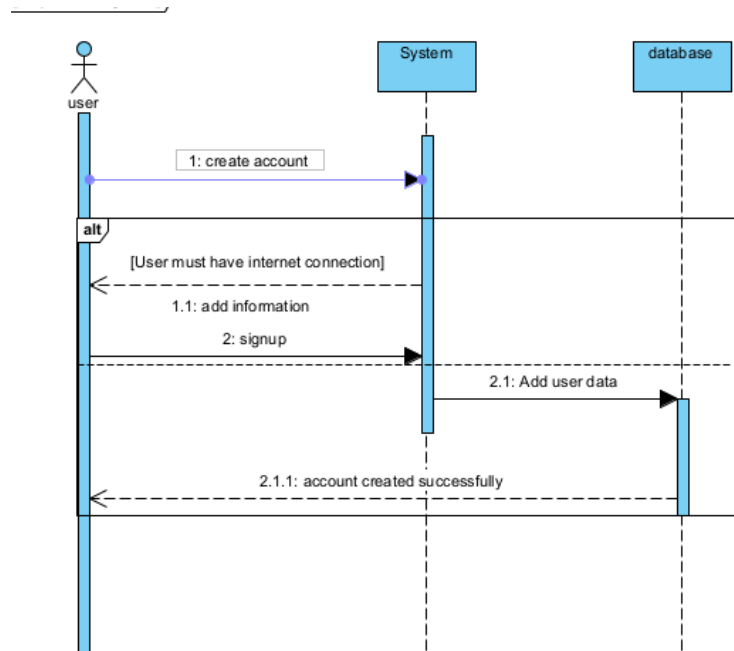 System
database
user
1: create account
alt
[User must have internet connection]
1.1: add information
2: signup
2.1: Add user data
2.1.1: account created successfully